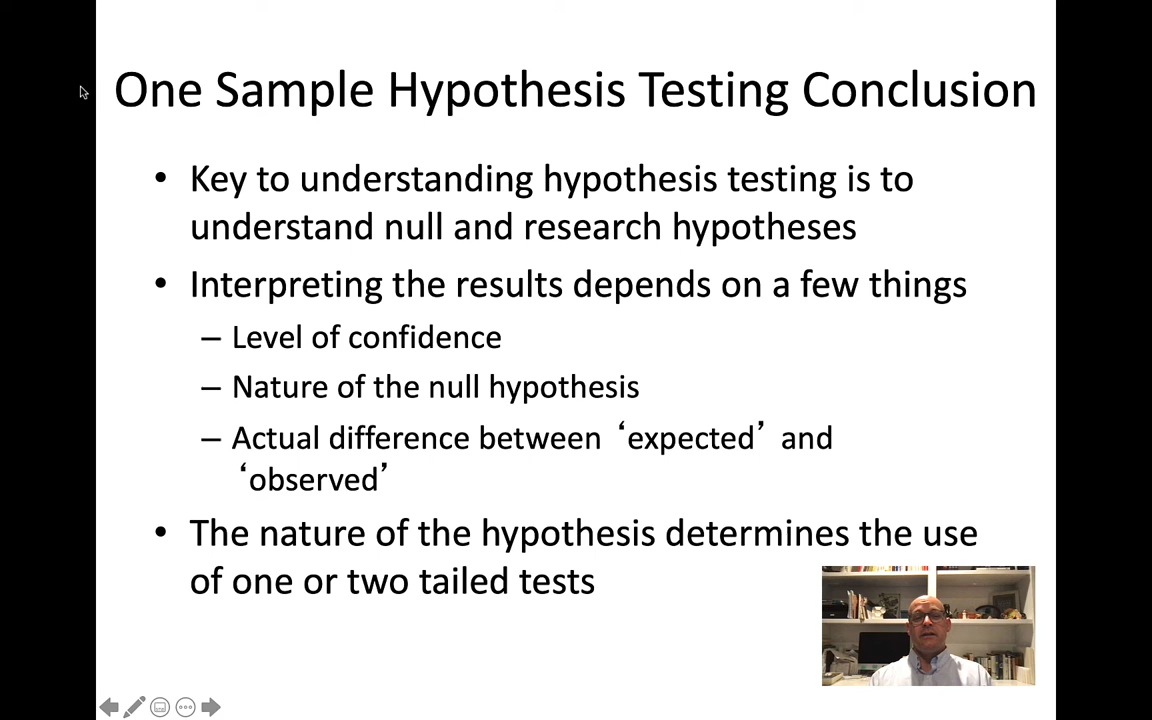 One Sample Hypothesis Testing Conclusion
• Key to understanding hypothesis testing is to
understand null and research hypotheses
• Interpreting the results depends on a few things
– Level of confidence
– Nature of the null hypothesis
– Actual difference between ‘expected’ and
‘observed’
• The nature of the hypothesis determines the use
of one or two tailed tests